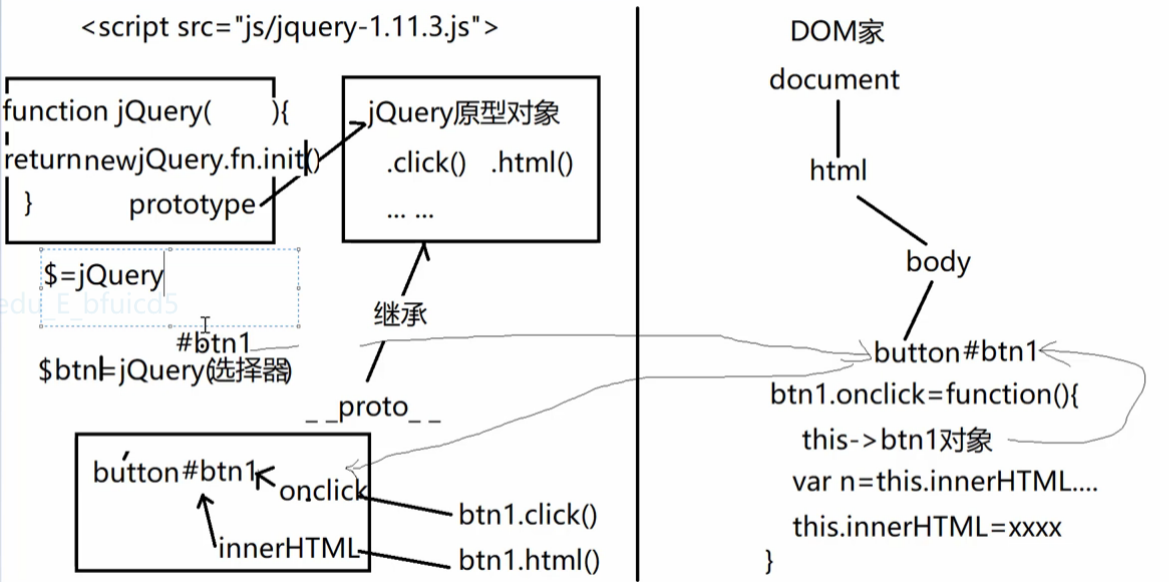 <script src="js/jquery-1.11.3.js">
function jQuery( ){
returnnewjQuery.fn.init()
} prototype
jQuery原型对象
.click() .html()
... ...
$=jQuery
edu_E_bfuicd5
继承
#btn1
$btn=jQuery(选择器)
__proto__
button#btn1
onclick
innerHTML
btn1.click()
btn1.html()
DOM家
document
html
body
button#btn1
btn1.onclick=function(){
this->btn1对象
var n=this.innerHTML....
this.innerHTML=xxxx
}